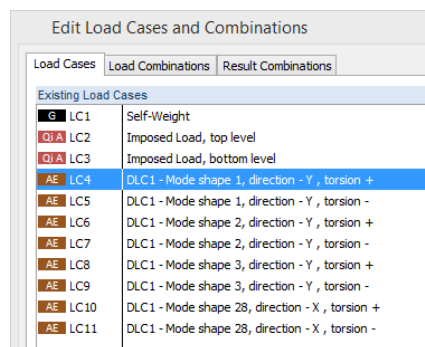 Edit Load Cases and Combinations
Load Cases Load Combinations Result Combinations
Existing Load Cases
G LC1 Self-Weight
Qi A LC2 Imposed Load, top level
Qi A LC3 Imposed Load, bottom level
AE LC4 DLC1 - Mode shape 1, direction - Y , torsion +
AE LC5 DLC1 - Mode shape 1, direction - Y , torsion -
AE LC6 DLC1 - Mode shape 2, direction - Y , torsion +
AE LC7 DLC1 - Mode shape 2, direction - Y , torsion -
AE LC8 DLC1 - Mode shape 3, direction - Y , torsion +
AE LC9 DLC1 - Mode shape 3, direction - Y , torsion -
AE LC10 DLC1 - Mode shape 28, direction - X , torsion +
AE LC11 DLC1 - Mode shape 28, direction - X , torsion -